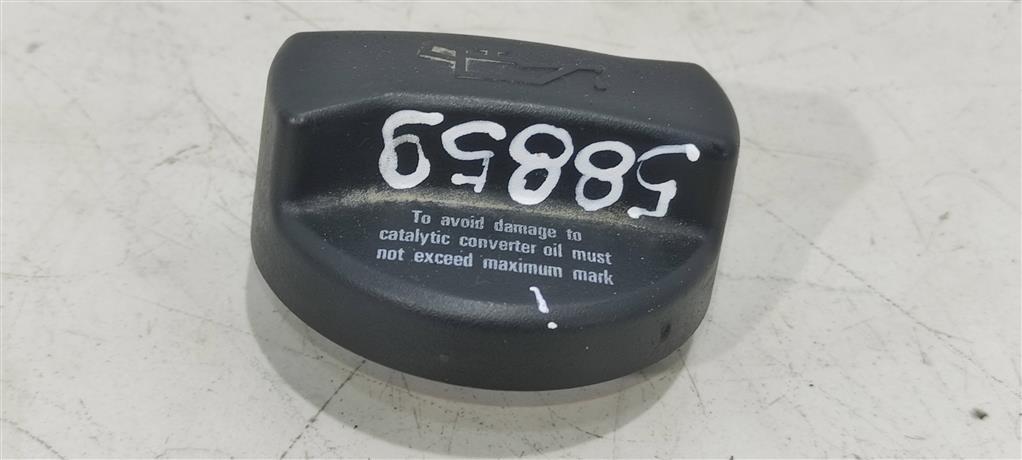 58859
To avoid damage to
catalytic converter oil must
not exceed maximum mark